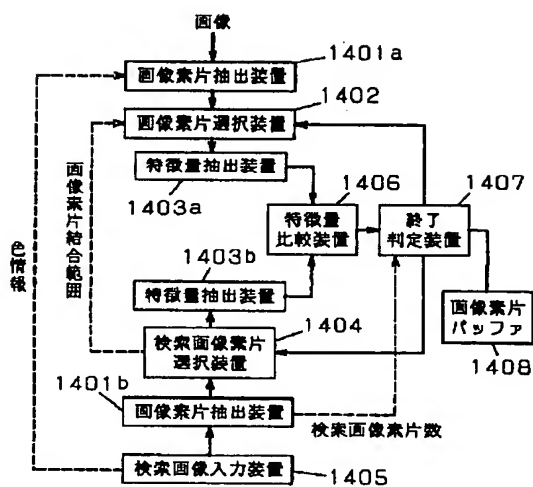 画像
1401a
画像素片抽出装置
1402
画像素片選択装置
特徴量抽出装置
1403a
1406
1407
特徴量
比較装置
終了
判定装置
画像素片結合範囲
色情報
1403b
特徴量抽出装置
1404
検索画像素片
選択装置
画像素片
バッファ
1408
1401b
画像素片抽出装置
検索画像素片数
検索画像入力装置
1405